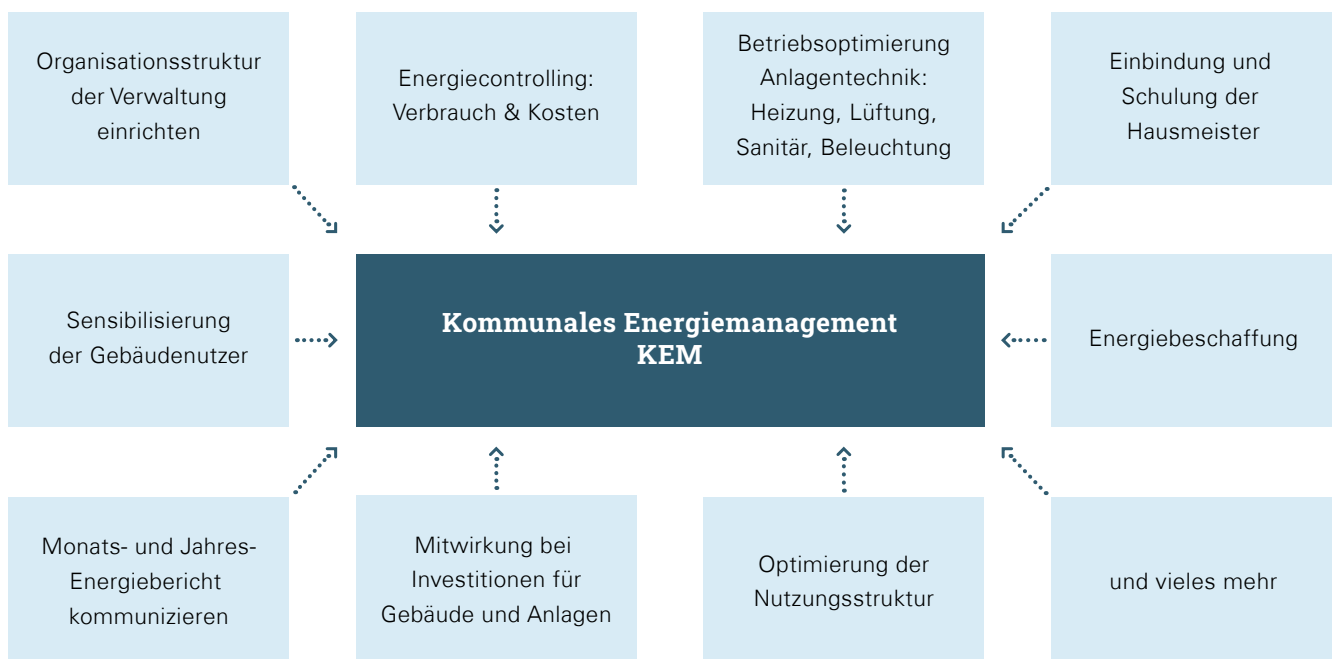 Organisationsstruktur
der Verwaltung
einrichten
Energiecontrolling:
Verbrauch & Kosten
Betriebsoptimierung
Anlagentechnik:
Heizung, Lüftung,
Sanitär, Beleuchtung
Einbindung und
Schulung der
Hausmeister
Sensibilisierung
der Gebäudenutzer
Kommunales Energiemanagement
KEM
Energiebeschaffung
Monats- und Jahres-
Energiebericht
kommunizieren
Mitwirkung bei
Investitionen für
Gebäude und Anlagen
Optimierung der
Nutzungsstruktur
und vieles mehr